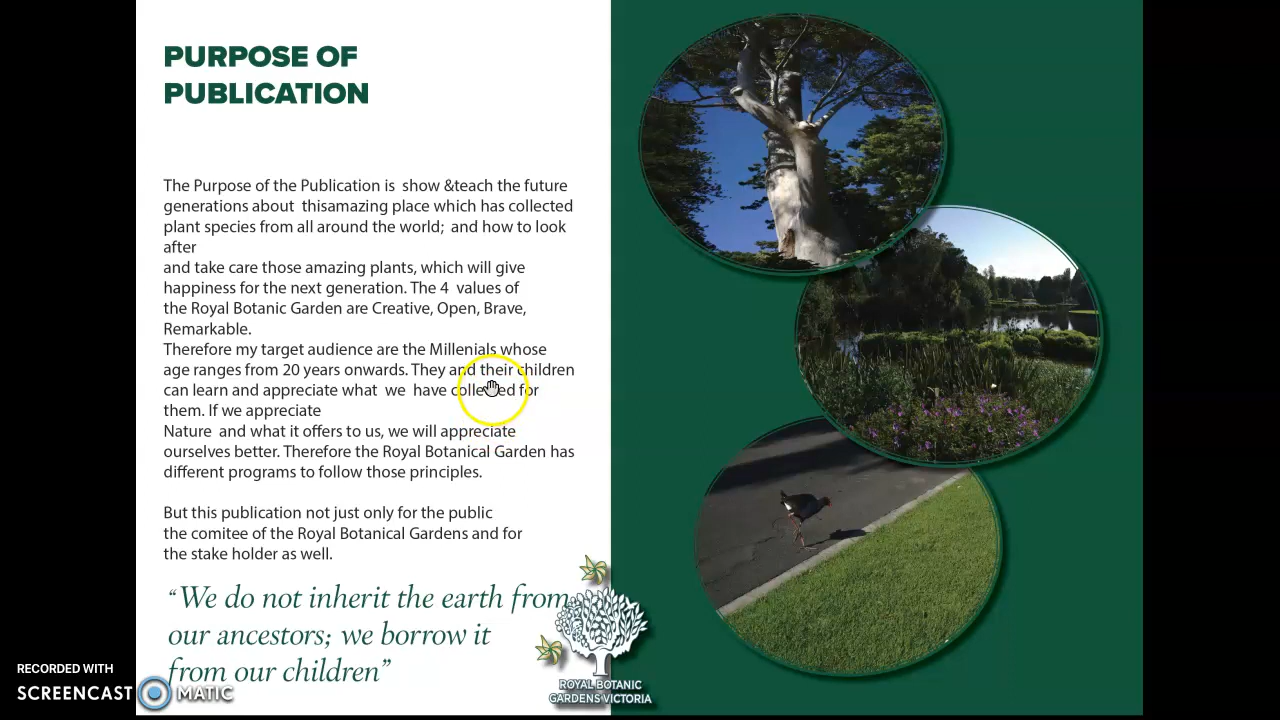 PURPOSE OF
PUBLICATION
The Purpose of the Publication is show &teach the future
generations about thisamazing place which has collected
plant species from all around the world; and how to look
after
and take care those amazing plants, which will give
happiness for the next generation. The 4 values of
the Royal Botanic Garden are Creative, Open, Brave,
Remarkable.
Therefore my target audience are the Millenials whose
age ranges from 20 years onwards. They and their children
can learn and appreciate what we have collected for
them. If we appreciate
Nature and what it offers to us, we will appreciate
ourselves better. Therefore the Royal Botanical Garden has
different programs to follow those principles.
But this publication not just only for the public
the comitee of the Royal Botanical Gardens and for
the stake holder as well.
“We do not inherit the earth from
our ancestors; we borrow it
from our children”
ROYAL BOTANIC
GARDENS VICTORIA
RECORDED WITH
SCREENCAST MATIC